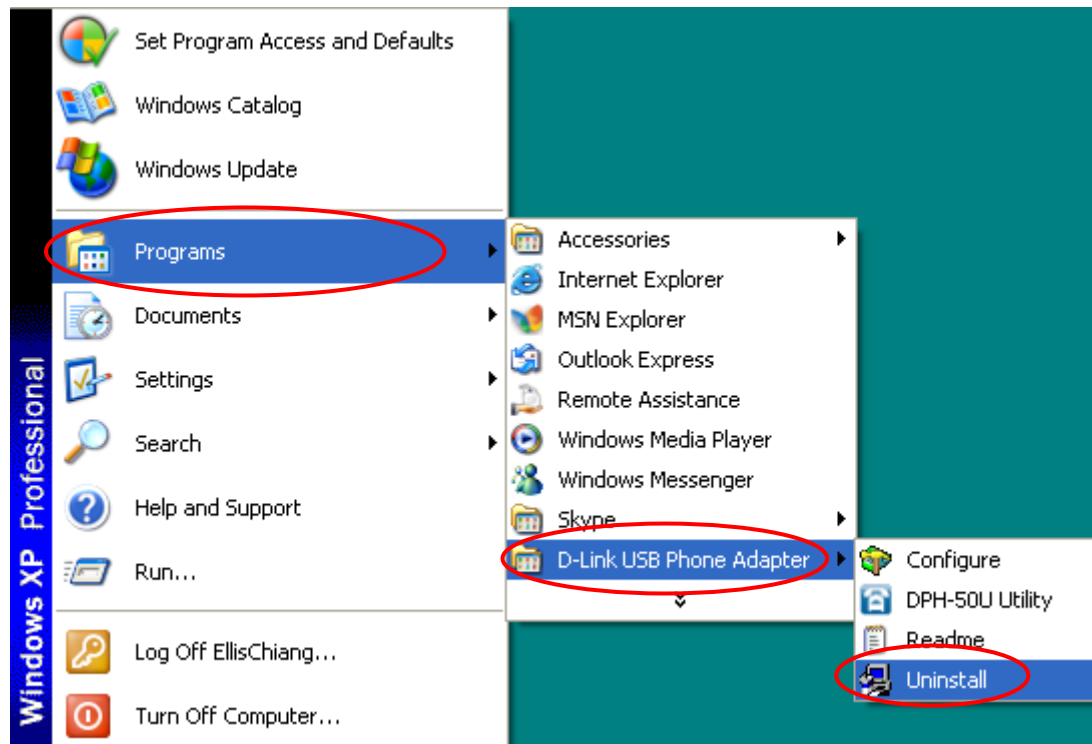 Windows XP Professional
Set Program Access and Defaults
Windows Catalog
Windows Update
Programs
Documents
Settings
Search
Help and Support
Run...
Log Off EllisChiang...
Turn Off Computer...
Accessories
Internet Explorer
MSN Explorer
Outlook Express
Remote Assistance
Windows Media Player
Windows Messenger
Skype
D-Link USB Phone Adapter
Configure
DPH-50U Utility
Readme
Uninstall